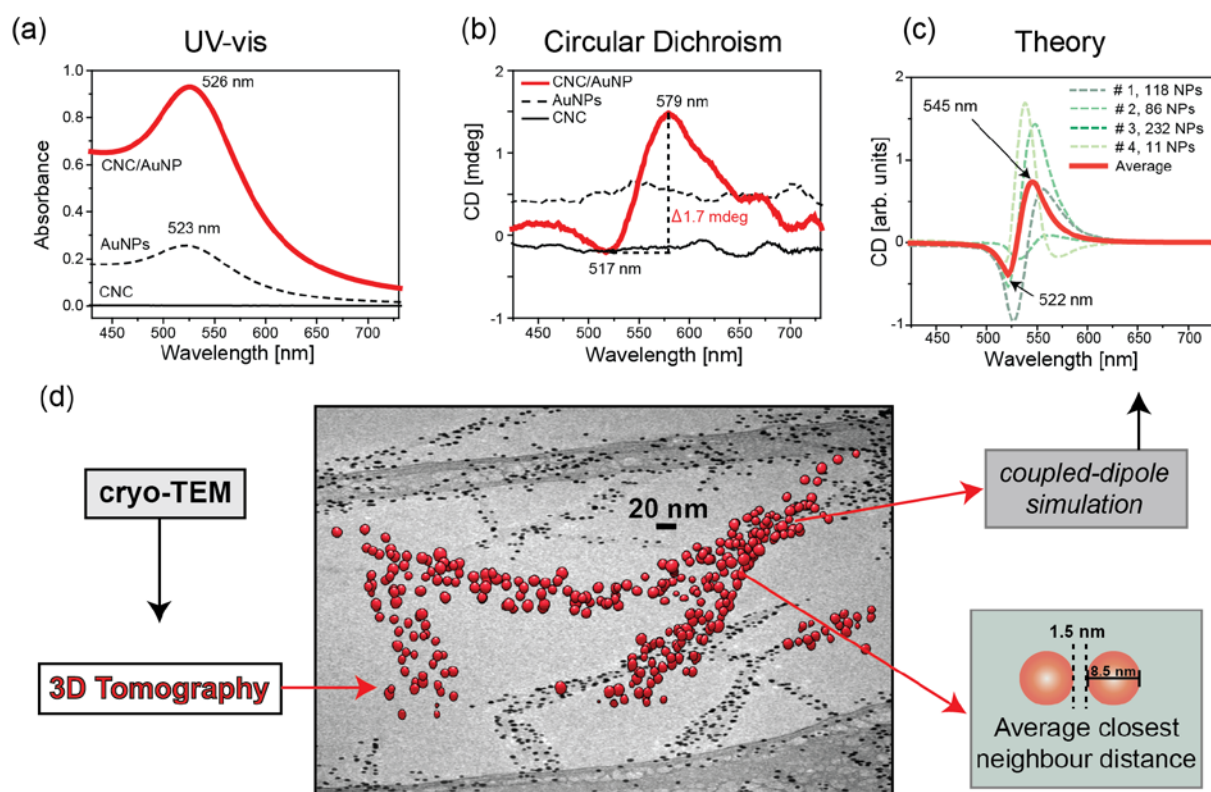 (a)
UV-vis
526 nm
CNC/AuNP
AuNPs
523 nm
CNC
Absorbance
1.0
0.8
0.6
0.4
0.2
0.0
450 500 550 600 650 700
Wavelength [nm]
(b)
Circular Dichroism
CNC/AuNP
AuNPs
CNC
579 nm
Δ1.7 mdeg
517 nm
CD [mdeg]
2
1
0
-1
450 500 550 600 650 700
Wavelength [nm]
(c)
Theory
545 nm
# 1, 118 NPs
# 2, 86 NPs
# 3, 232 NPs
# 4, 11 NPs
Average
522 nm
CD [arb. units]
2
1
0
-1
450 500 550 600 650 700
Wavelength [nm]
(d)
cryo-TEM
3D Tomography
20 nm
coupled-dipole
simulation
1.5 nm
8.5 nm
Average closest
neighbour distance